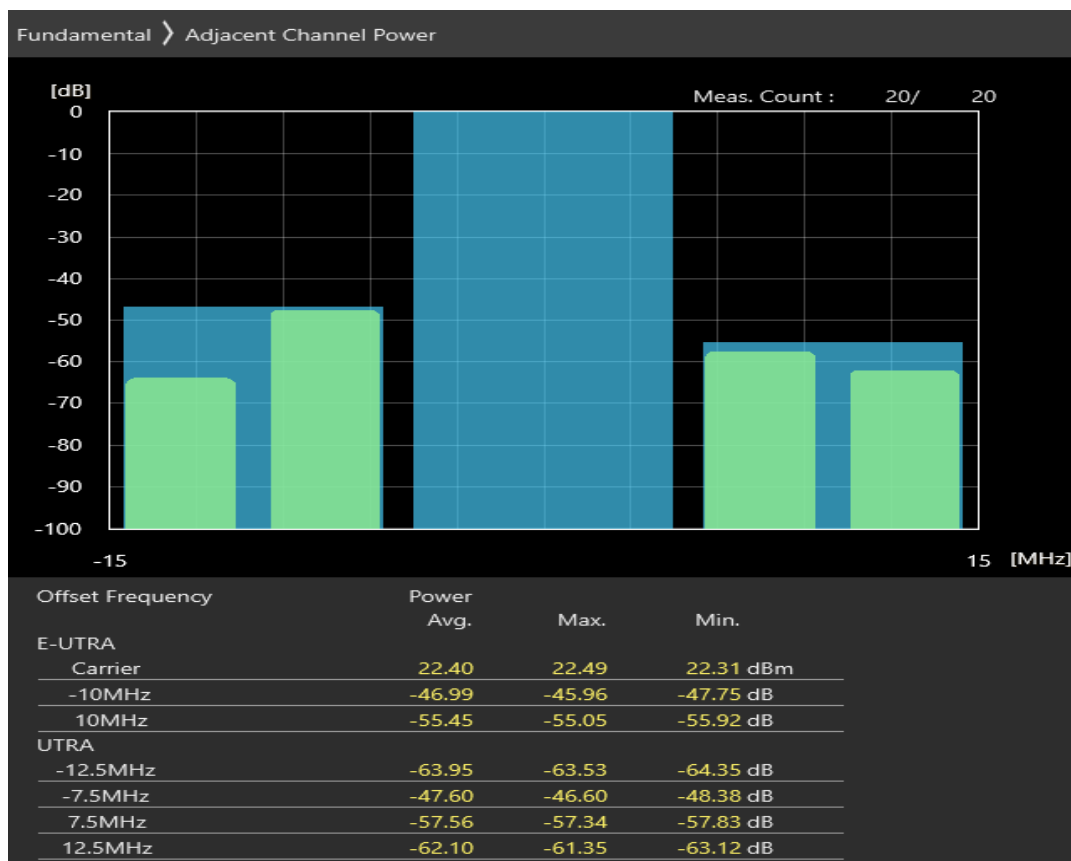 Fundamental 〉 Adjacent Channel Power
[dB]
Meas. Count : 20/ 20
0
-10
-20
-30
-40
-50
-60
-70
-80
-90
-100
-15 15 [MHz]
Offset Frequency Power
Avg. Max. Min.
E-UTRA
Carrier 22.40 22.49 22.31 dBm
-10MHz -46.99 -45.96 -47.75 dB
10MHz -55.45 -55.05 -55.92 dB
UTRA
-12.5MHz -63.95 -63.53 -64.35 dB
-7.5MHz -47.60 -46.60 -48.38 dB
7.5MHz -57.56 -57.34 -57.83 dB
12.5MHz -62.10 -61.35 -63.12 dB